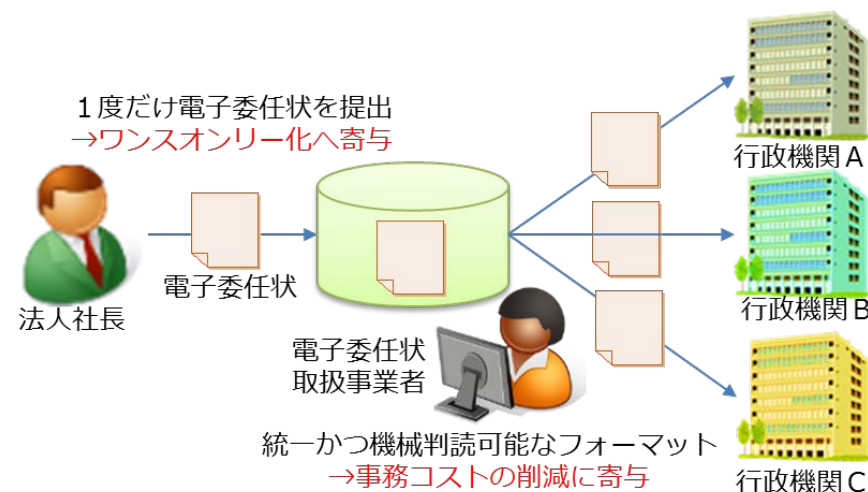 １度だけ電子委任状を提出
→ワンスオンリー化へ寄与
法人社長
電子委任状
電子委任状
取扱事業者
統一かつ機械判読可能なフォーマット
→事務コストの削減に寄与
行政機関Ａ
行政機関Ｂ
行政機関Ｃ